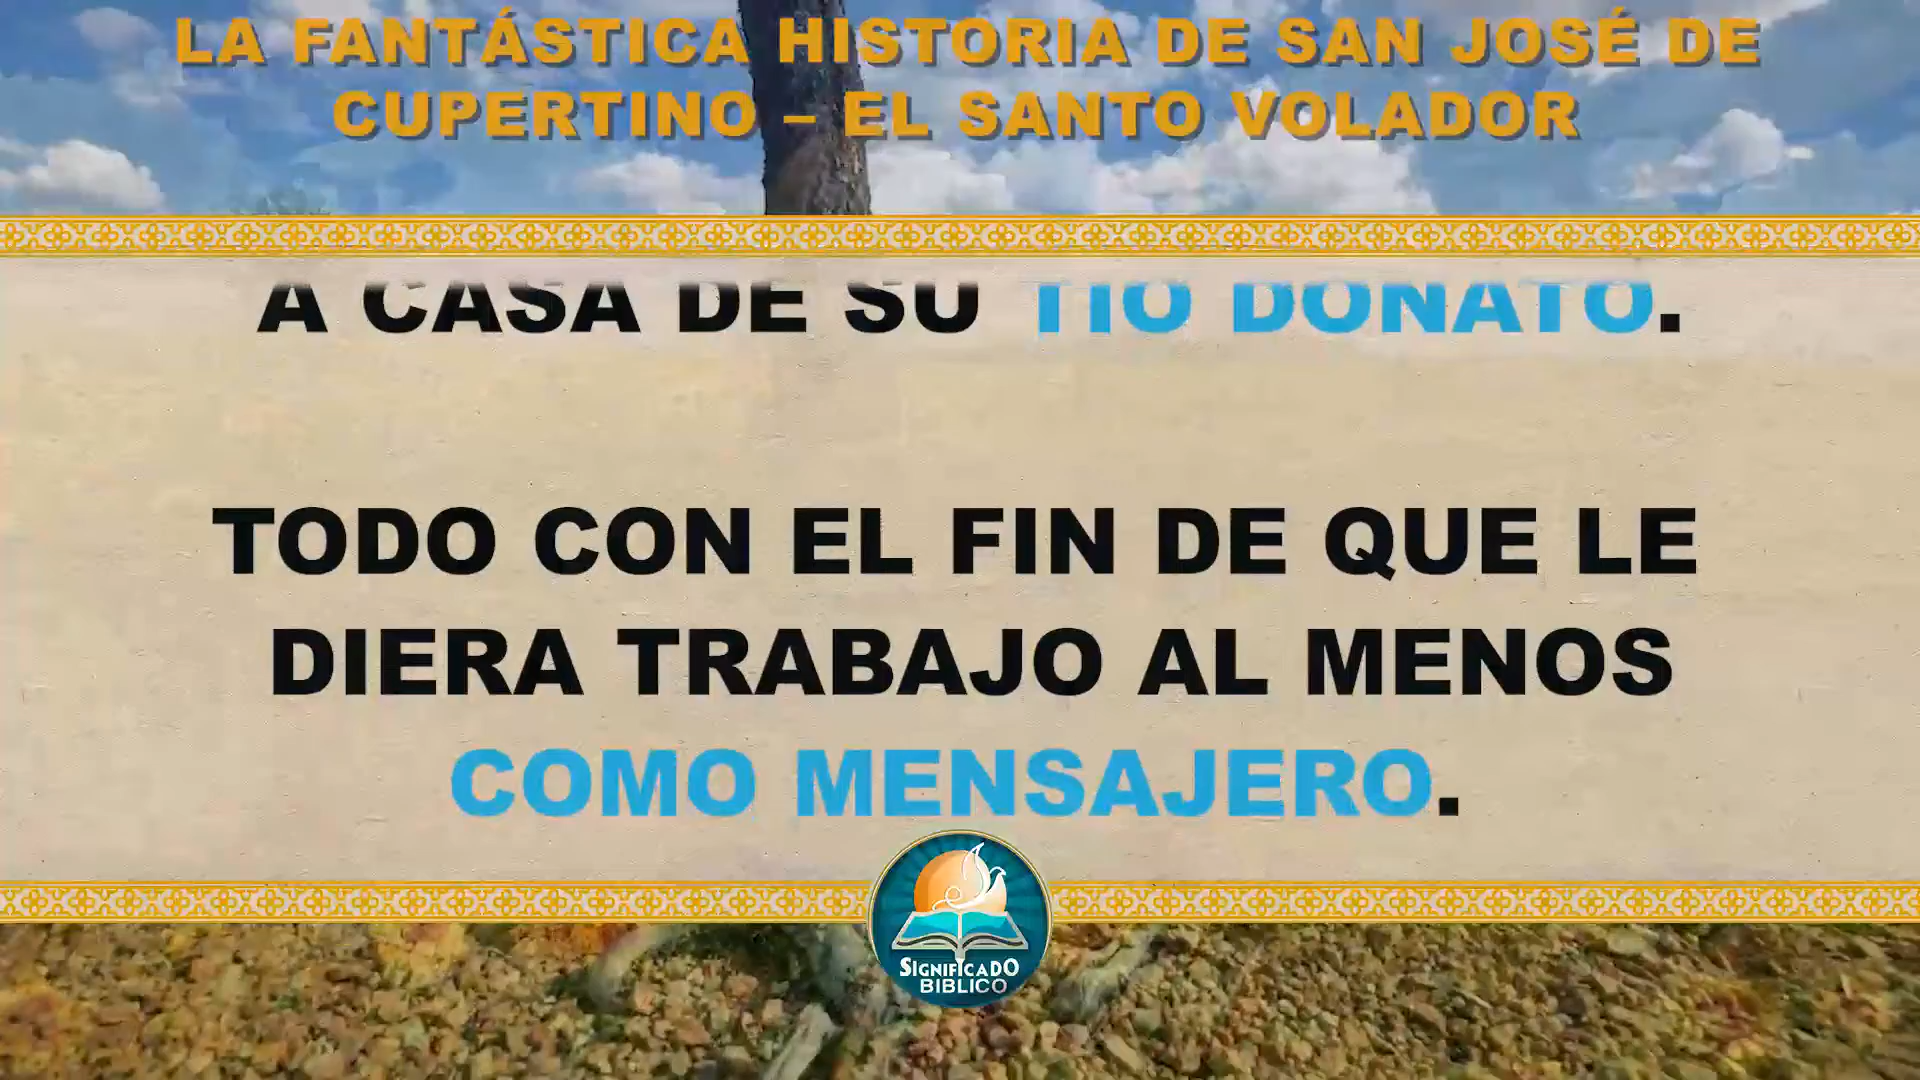 LA FANTÁSTICA HISTORIA DE SAN JOSÉ DE
CUPERTINO – EL SANTO VOLADOR
A CASA DE SU TÍO DONATO.
TODO CON EL FIN DE QUE LE
DIERA TRABAJO AL MENOS
COMO MENSAJERO.
SIGNIFICADO
BIBLICO